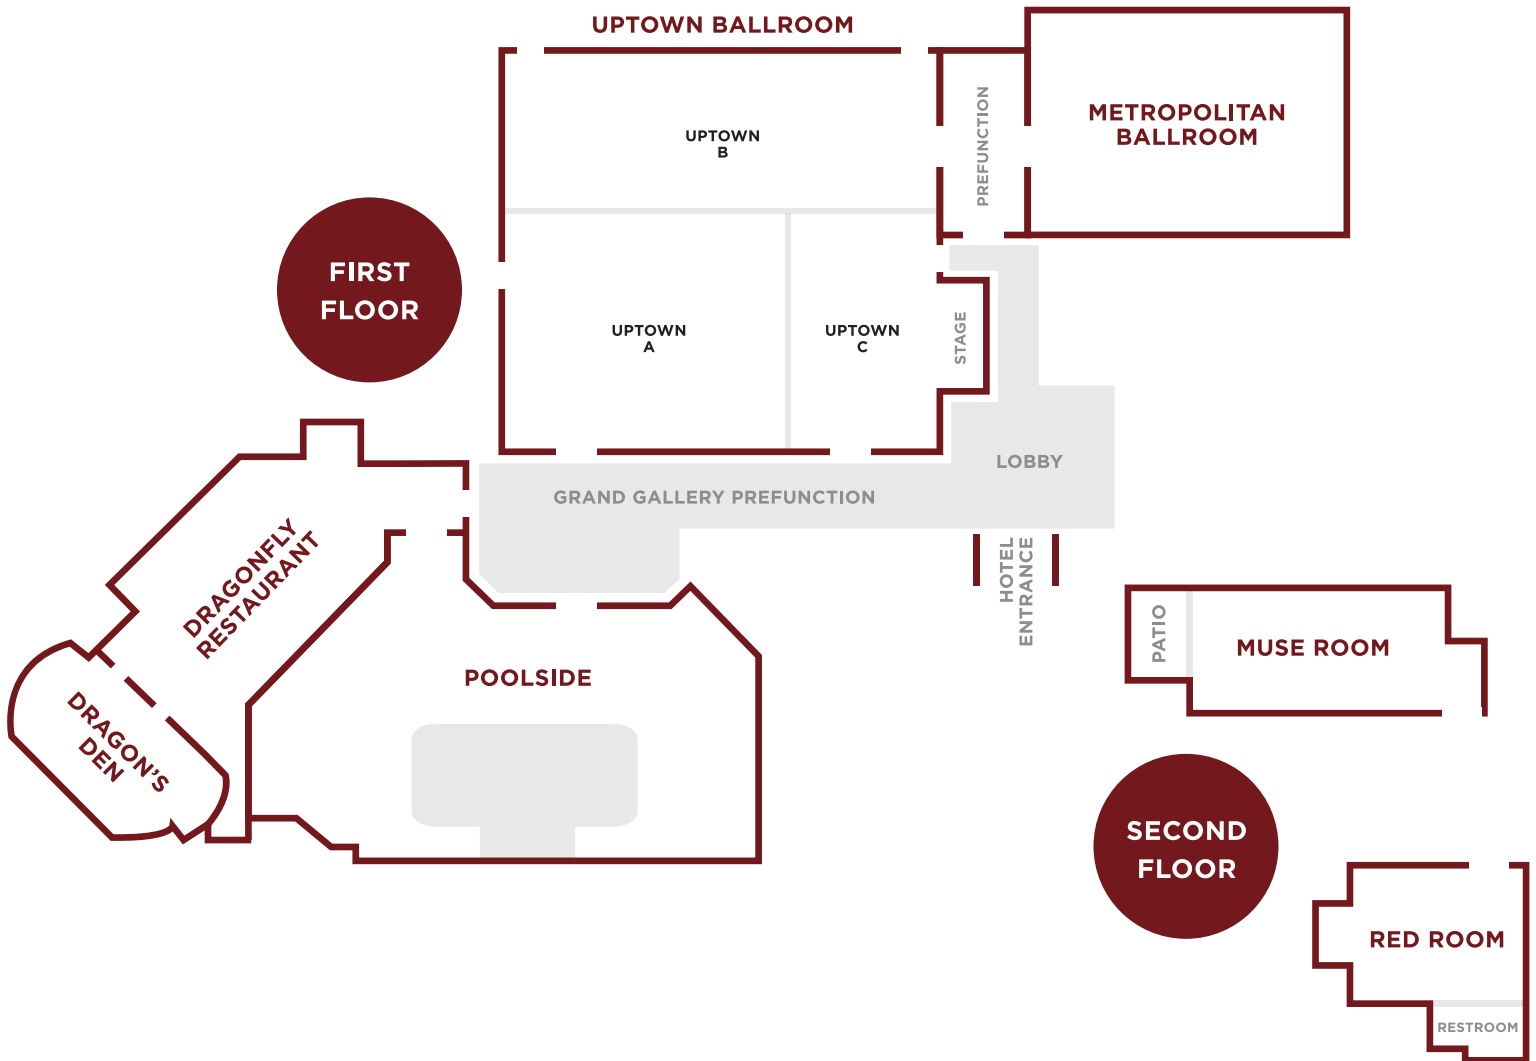 UPTOWN BALLROOM
UPTOWN
B
PREFUNCTION
METROPOLITAN
BALLROOM
FIRST
FLOOR
UPTOWN
A
UPTOWN
C
STAGE
LOBBY
GRAND GALLERY PREFUNCTION
HOTEL
ENTRANCE
DRAGONFLY
RESTAURANT
DRAGON'S
DEN
POOLSIDE
PATIO
MUSE ROOM
SECOND
FLOOR
RED ROOM
RESTROOM